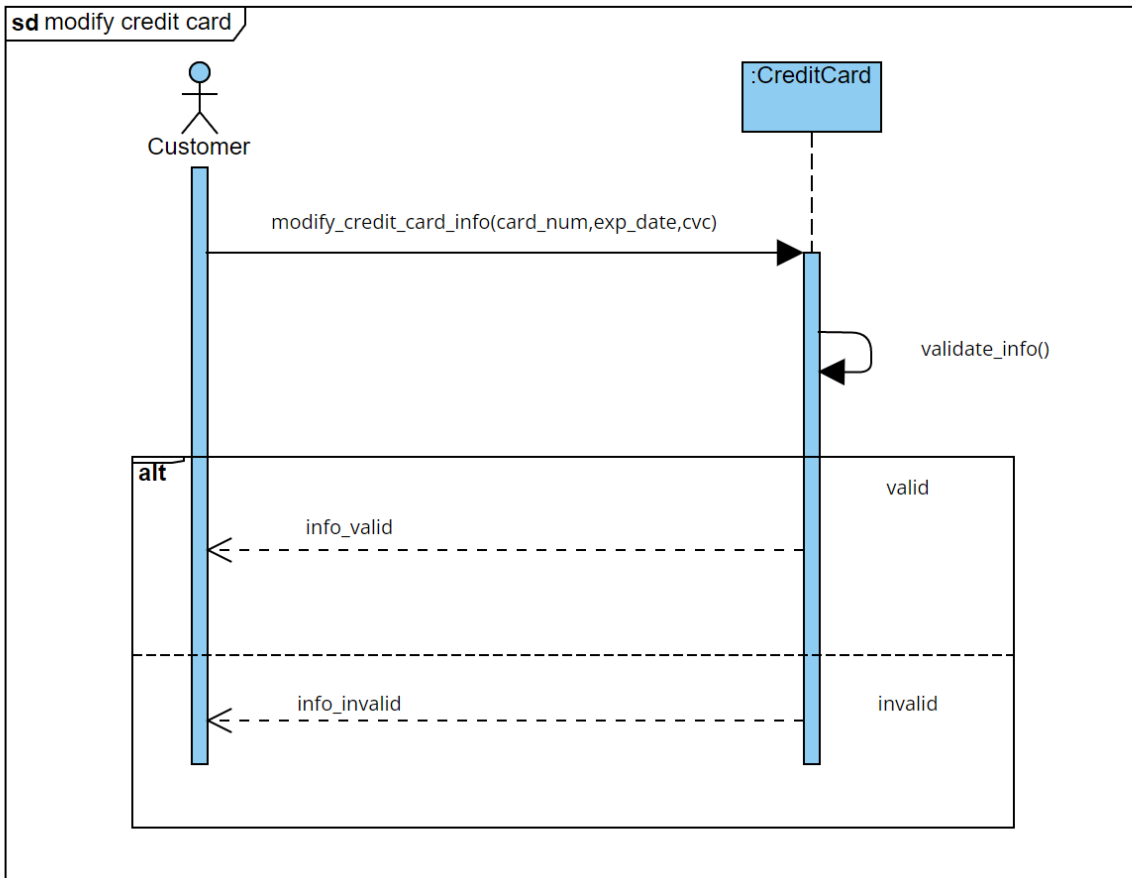 sd modify credit card
:CreditCard
Customer
modify_credit_card_info(card_num,exp_date,cvc)
validate_info()
alt
valid
info_valid
info_invalid
invalid